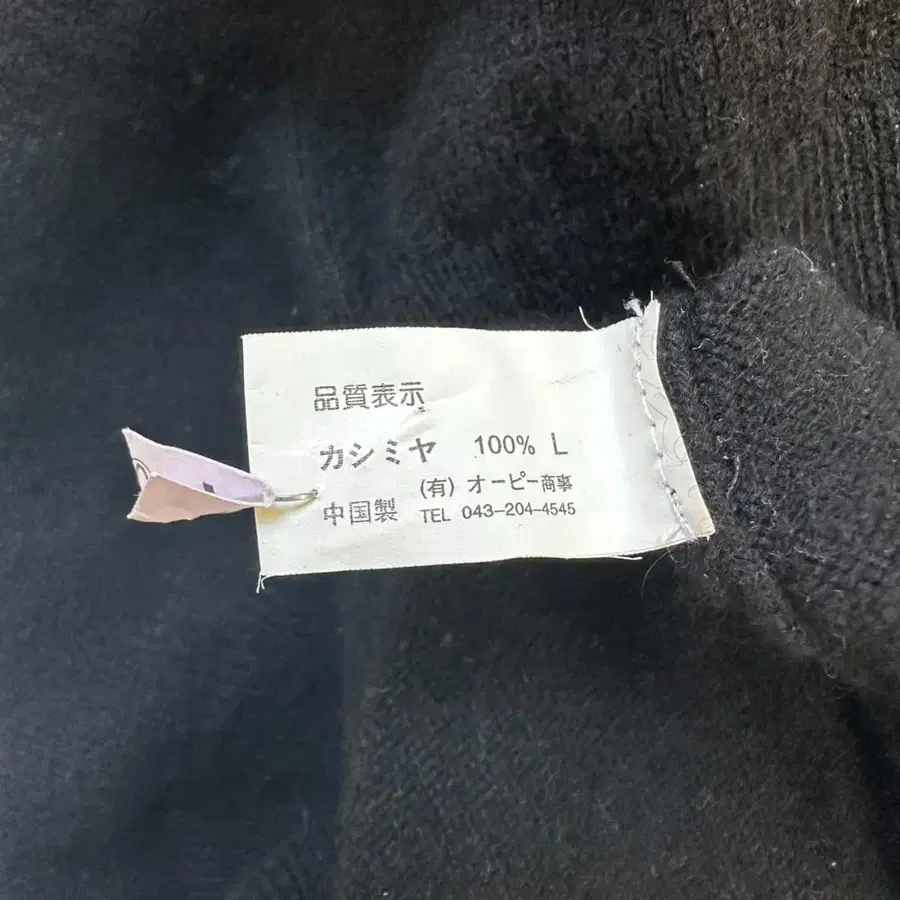 品質表示
カシミヤ 100% L
(有) オーピー商事
中国製 TEL 043-204-4545